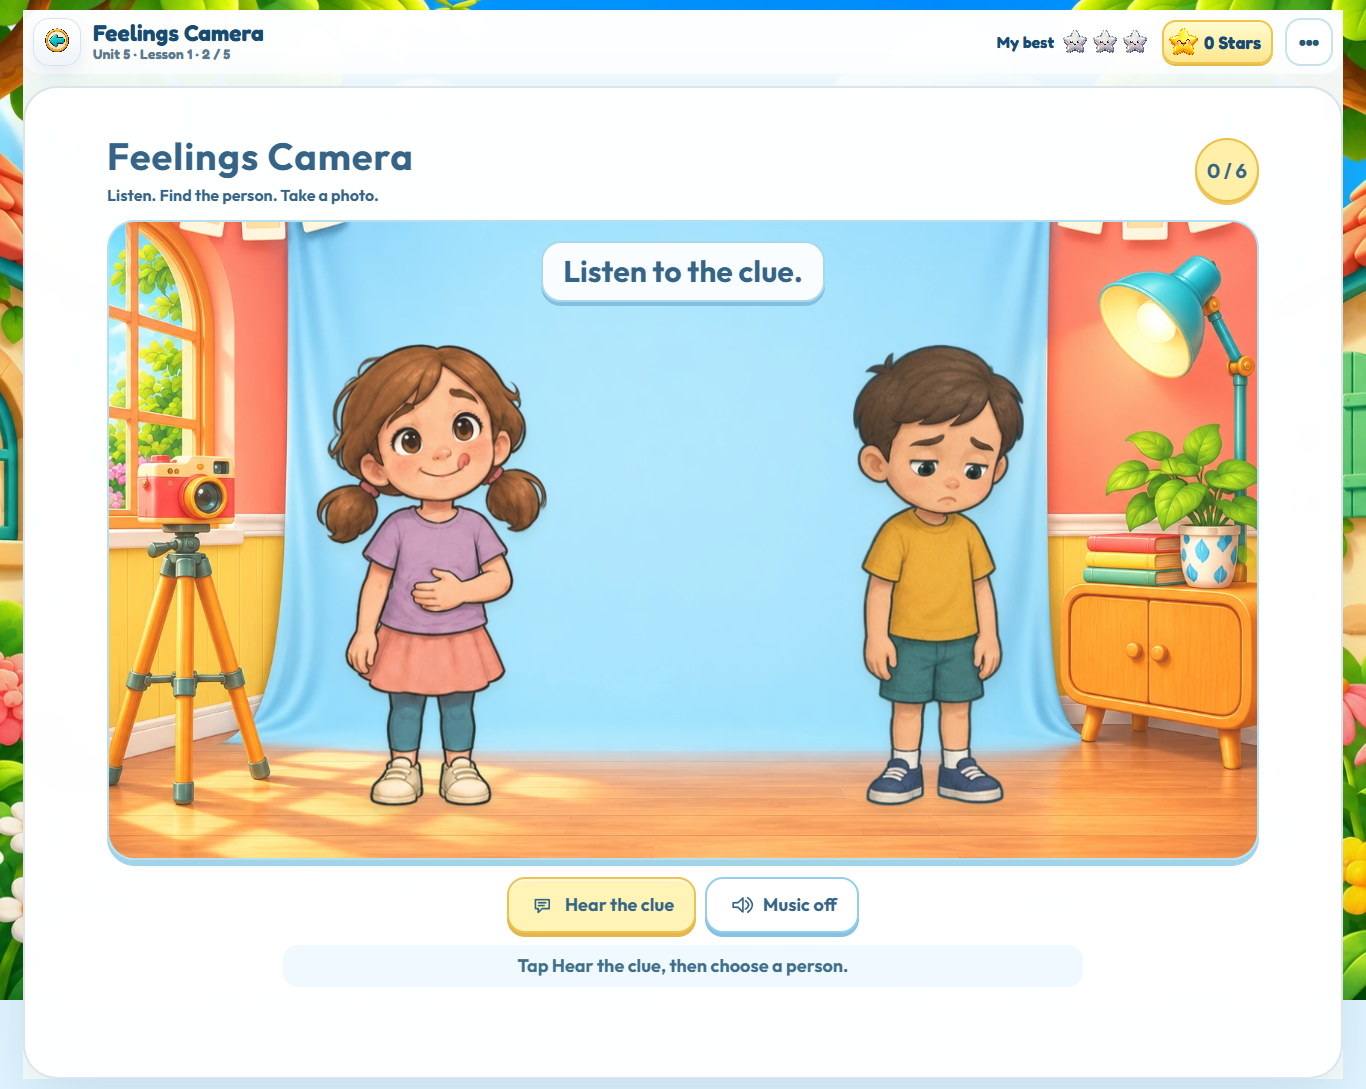 Feelings Camera
Unit 5 · Lesson 1 · 2 / 5
My best
0 Stars
Feelings Camera
Listen. Find the person. Take a photo.
0 / 6
Listen to the clue.
Hear the clue
Music off
Tap Hear the clue, then choose a person.